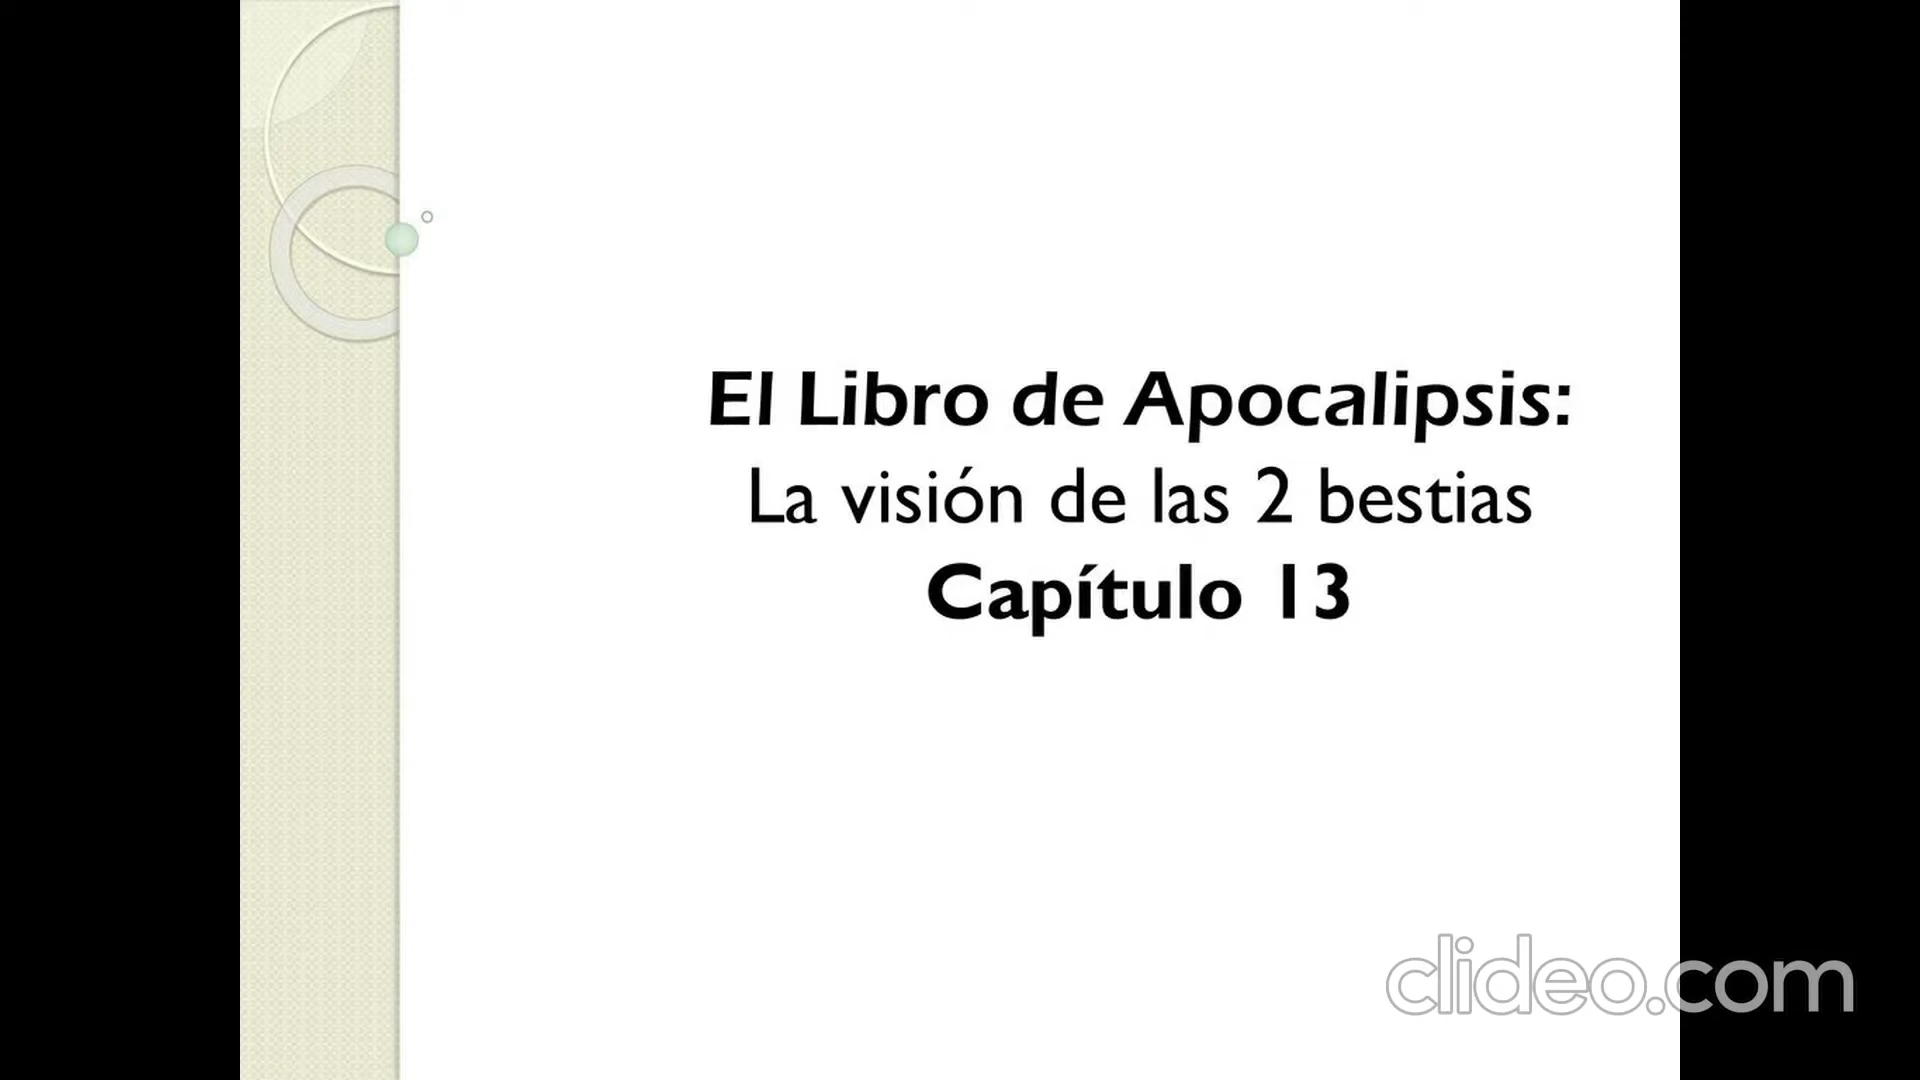 El Libro de Apocalipsis:
La visión de las 2 bestias
Capítulo 13
clideo.com